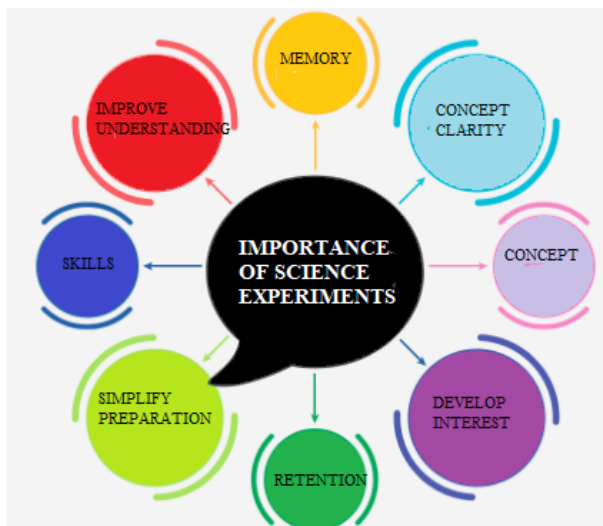 MEMORY
IMPROVE
UNDERSTANDING
CONCEPT
CLARITY
IMPORTANCE
OF SCIENCE
EXPERIMENTS
SKILLS
CONCEPT
SIMPLIFY
PREPARATION
DEVELOP
INTEREST
RETENTION